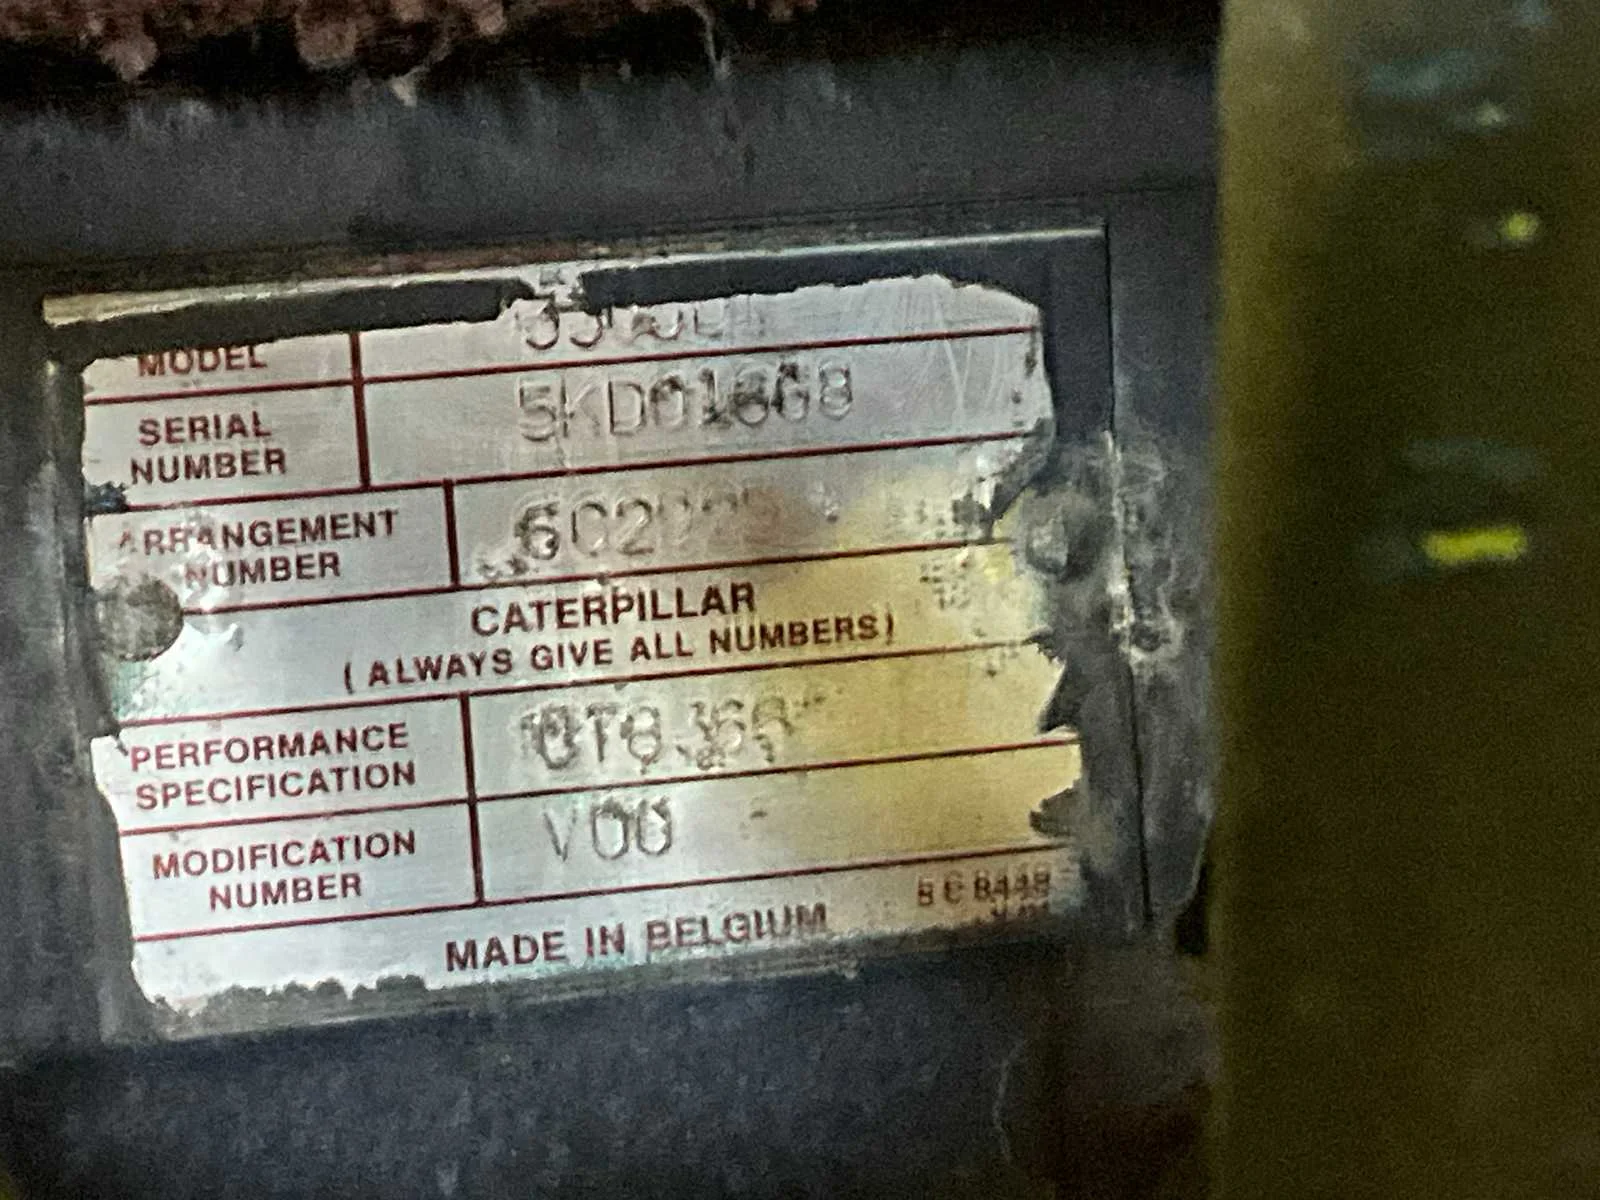 MODEL
SERIAL NUMBER 5KD01868
ARRANGEMENT NUMBER
CATERPILLAR
(ALWAYS GIVE ALL NUMBERS)
PERFORMANCE SPECIFICATION
MODIFICATION NUMBER V00
MADE IN BELGIUM